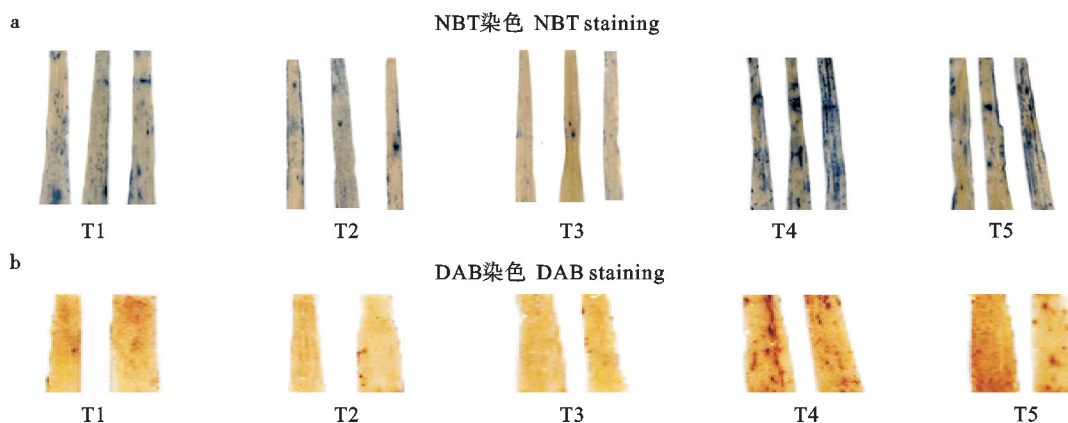 a
NBT染色 NBT staining
T1 T2 T3 T4 T5
b
DAB染色 DAB staining
T1 T2 T3 T4 T5